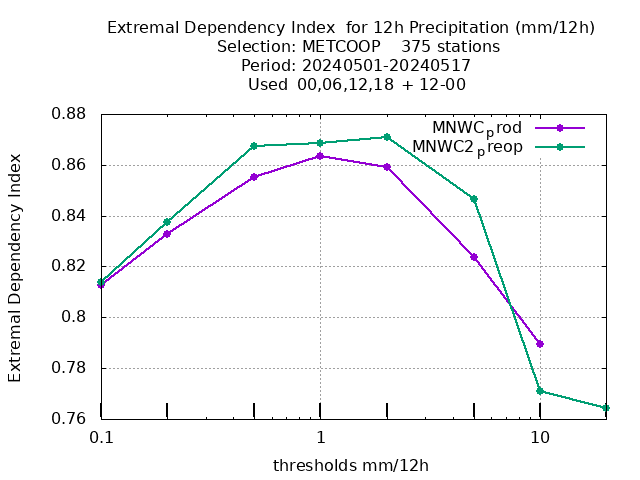 Extremal Dependency Index  for 12h Precipitation (mm/12h)
Selection: METCOOP    375 stations
Period: 20240501-20240517
Used  00,06,12,18 + 12-00
MNWCprod
MNWC2preop
Extremal Dependency Index
0.88
0.86
0.84
0.82
0.8
0.78
0.76
0.1 1 10
thresholds mm/12h